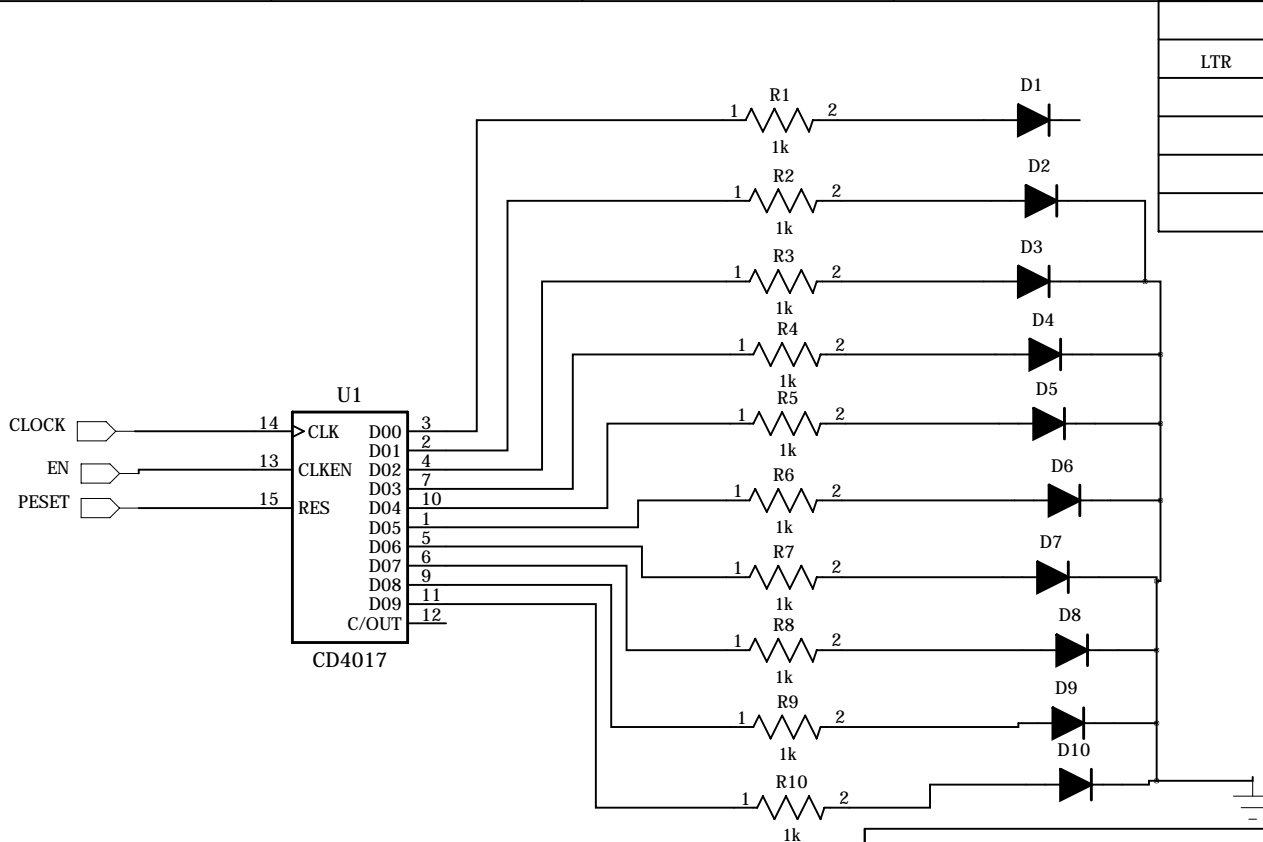 LTR
D1
R1
1 2
1k
D2
R2
1 2
1k
D3
R3
1 2
1k
D4
R4
1 2
1k
D5
R5
1 2
1k
D6
R6
1 2
1k
D7
R7
1 2
1k
D8
R8
1 2
1k
D9
R9
1 2
1k
D10
R10
1 2
1k
U1
CLOCK 14 CLK D00 3
D01 2
EN 13 CLKEN D02 4
D03 7
PESET 15 RES D04 10
D05 1
D06 5
D07 6
D08 9
D09 11
C/OUT 12
CD4017